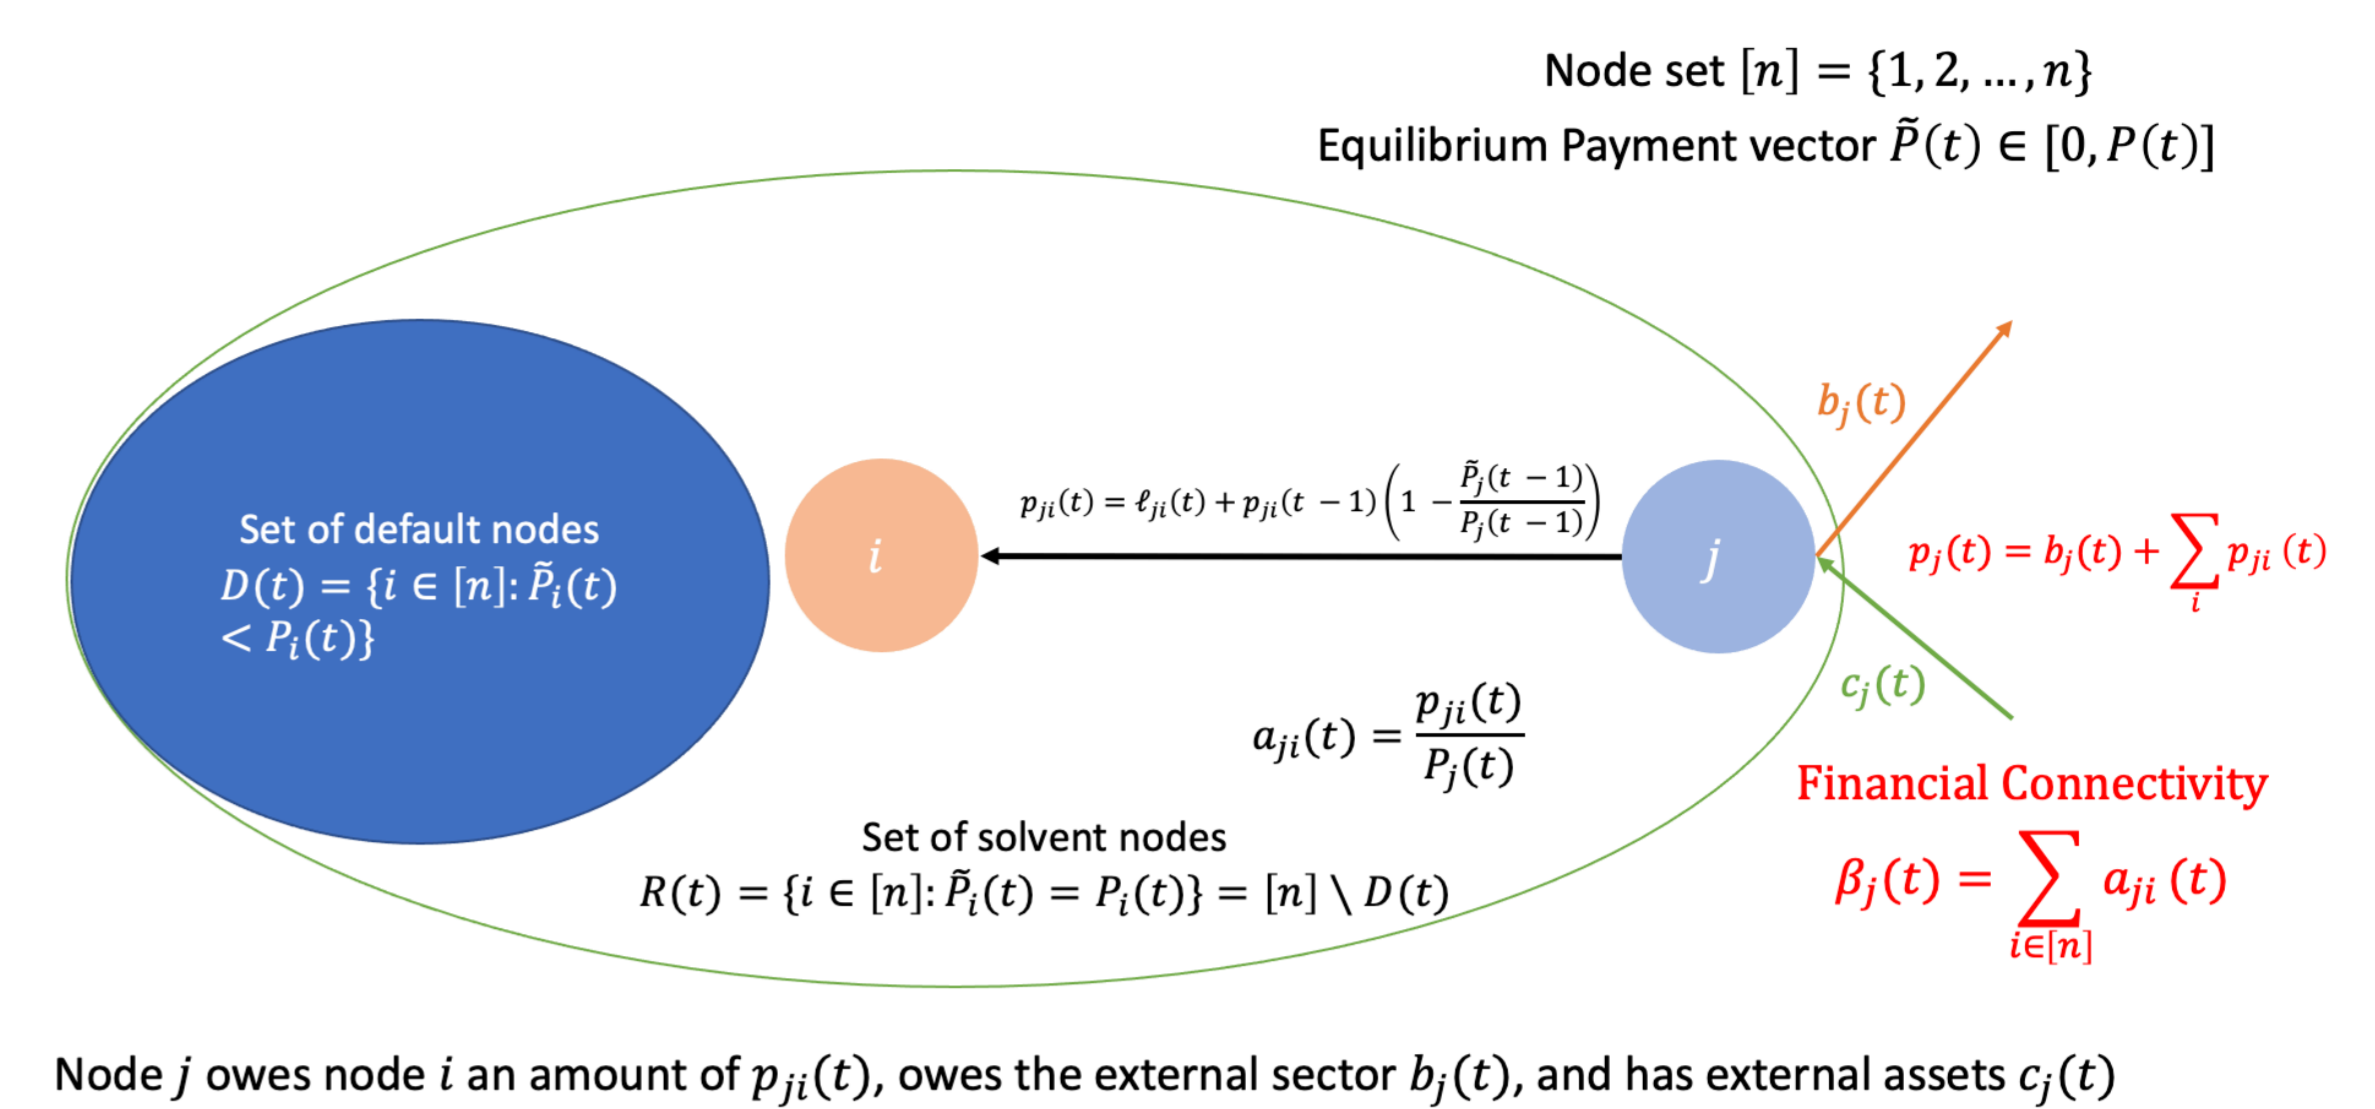 Node set [n] = {1, 2, ... , n}
Equilibrium Payment vector P̃(t) ∈ [0, P(t)]
b_j(t)
p_ji(t) = ℓ_ji(t) + p_ji(t − 1) (1 − P̃_j(t − 1) / P_j(t − 1))
Set of default nodes
D(t) = {i ∈ [n]: P̃_i(t)
< P_i(t)}
i
j
p_j(t) = b_j(t) + ∑_i p_ji (t)
c_j(t)
a_ji(t) = p_ji(t) / P_j(t)
Financial Connectivity
Set of solvent nodes
R(t) = {i ∈ [n]: P̃_i(t) = P_i(t)} = [n] \ D(t)
β_j(t) = ∑_{i∈[n]} a_ji (t)
Node j owes node i an amount of p_ji(t), owes the external sector b_j(t), and has external assets c_j(t)